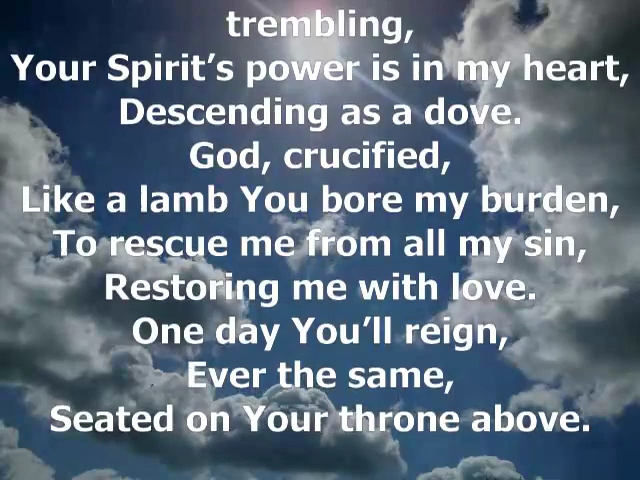 trembling,
Your Spirit’s power is in my heart,
Descending as a dove.
God, crucified,
Like a lamb You bore my burden,
To rescue me from all my sin,
Restoring me with love.
One day You’ll reign,
Ever the same,
Seated on Your throne above.